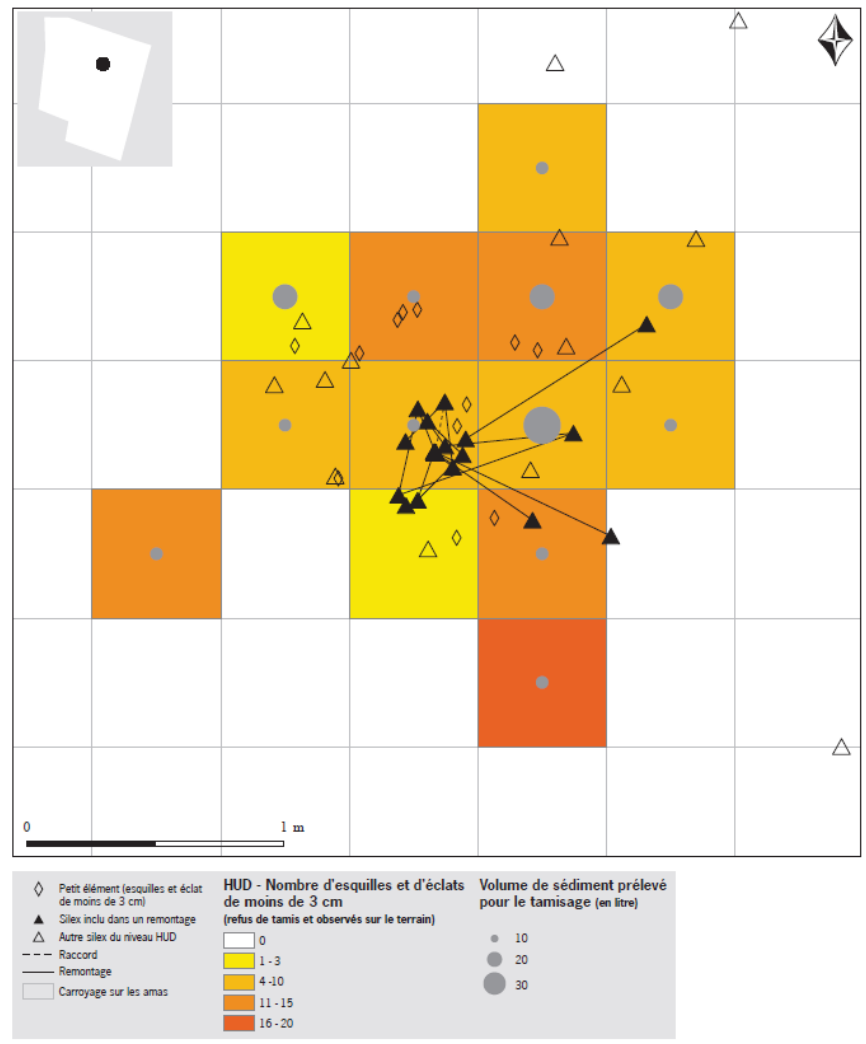 0
1 m
Petit élément (esquilles et éclat
de moins de 3 cm)
Silex inclu dans un remontage
Autre silex du niveau HUD
Raccord
Remontage
Carroyage sur les amas
HUD - Nombre d'esquilles et d'éclats
de moins de 3 cm
(refus de tamis et observés sur le terrain)
0
1 - 3
4 -10
11 - 15
16 - 20
Volume de sédiment prélevé
pour le tamisage (en litre)
10
20
30